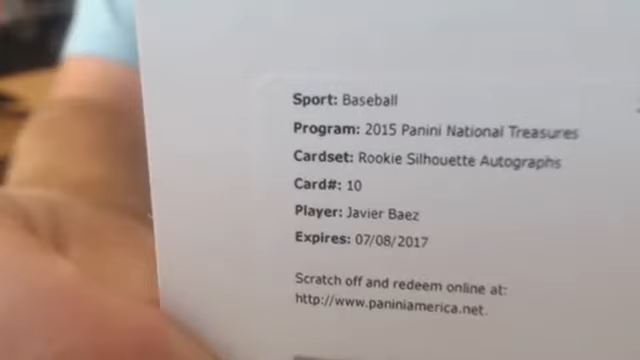 Sport: Baseball
Program: 2015 Panini National Treasures
Cardset: Rookie Silhouette Autographs
Card#: 10
Player: Javier Baez
Expires: 07/08/2017
Scratch off and redeem online at:
http://www.paniniamerica.net.